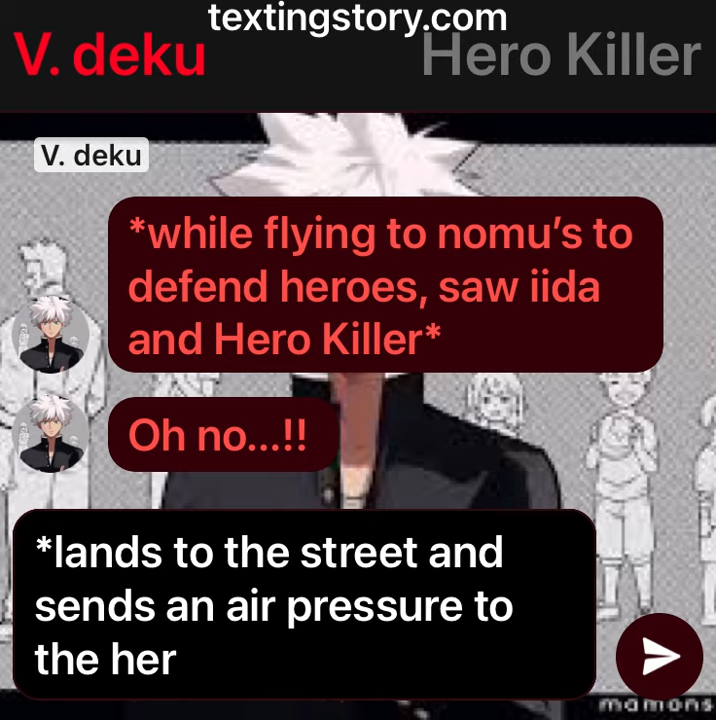 textingstory.com
V. deku
Hero Killer
V. deku
*while flying to nomu’s to
defend heroes, saw iida
and Hero Killer*
Oh no...!!
*lands to the street and
sends an air pressure to
the her
mamons